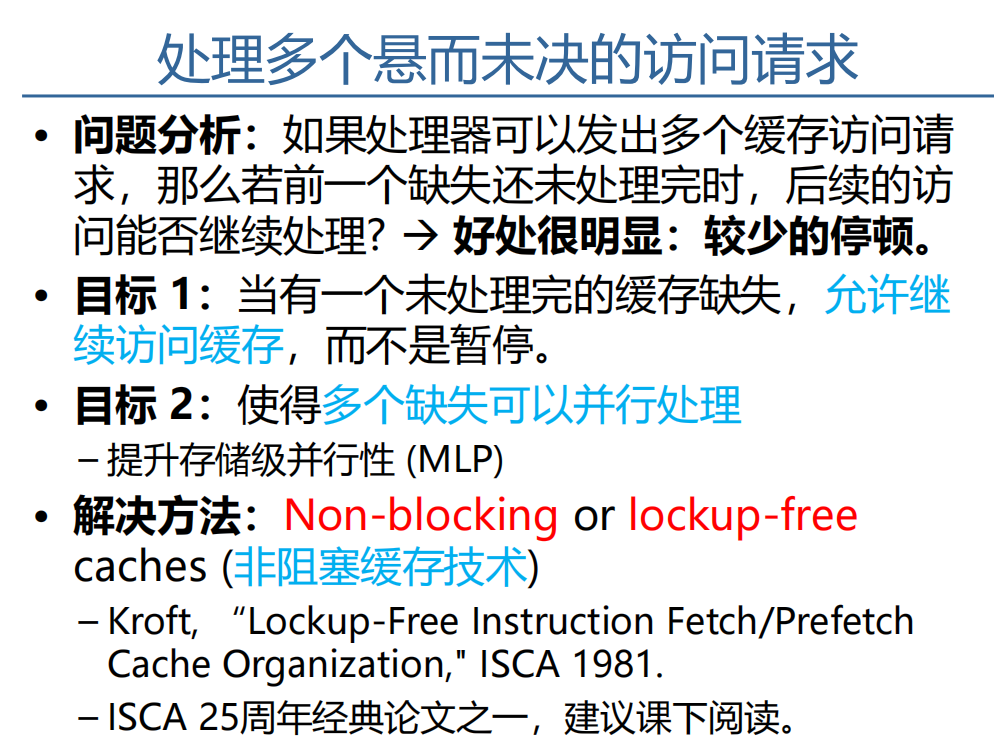 处理多个悬而未决的访问请求
• 问题分析：如果处理器可以发出多个缓存访问请
求，那么若前一个缺失还未处理完时，后续的访
问能否继续处理? → 好处很明显：较少的停顿。
• 目标 1：当有一个未处理完的缓存缺失，允许继
续访问缓存，而不是暂停。
• 目标 2：使得多个缺失可以并行处理
– 提升存储级并行性 (MLP)
• 解决方法：Non-blocking or lockup-free
caches (非阻塞缓存技术)
– Kroft, “Lockup-Free Instruction Fetch/Prefetch
Cache Organization," ISCA 1981.
– ISCA 25周年经典论文之一，建议课下阅读。